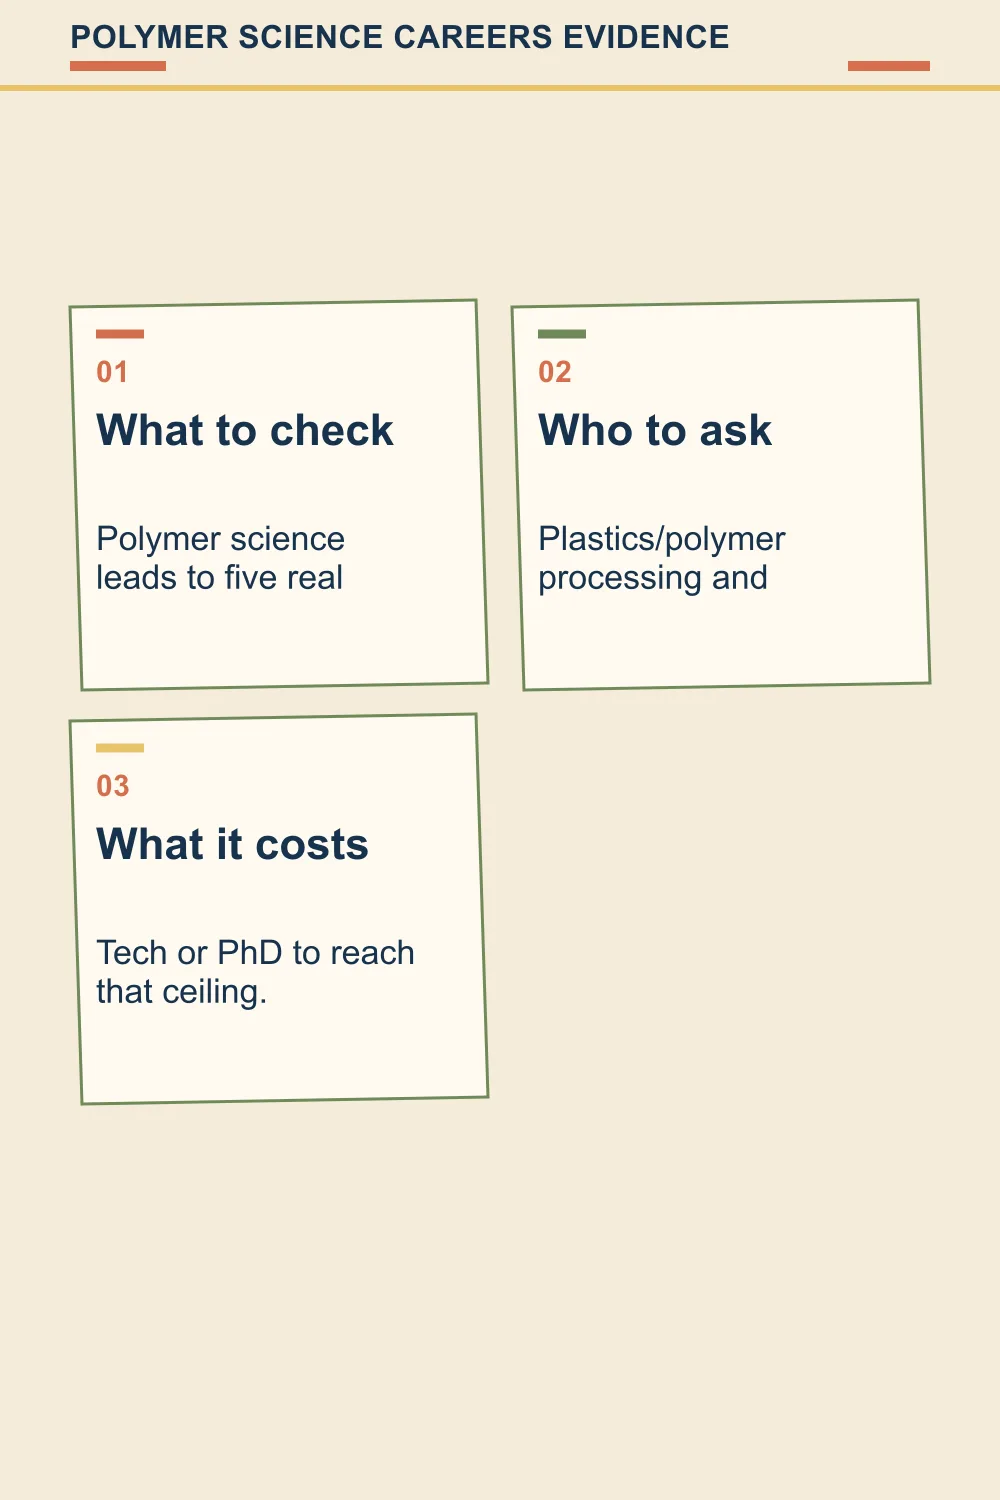 POLYMER SCIENCE CAREERS EVIDENCE
01
What to check
Polymer science
leads to five real
02
Who to ask
Plastics/polymer
processing and
03
What it costs
Tech or PhD to reach
that ceiling.